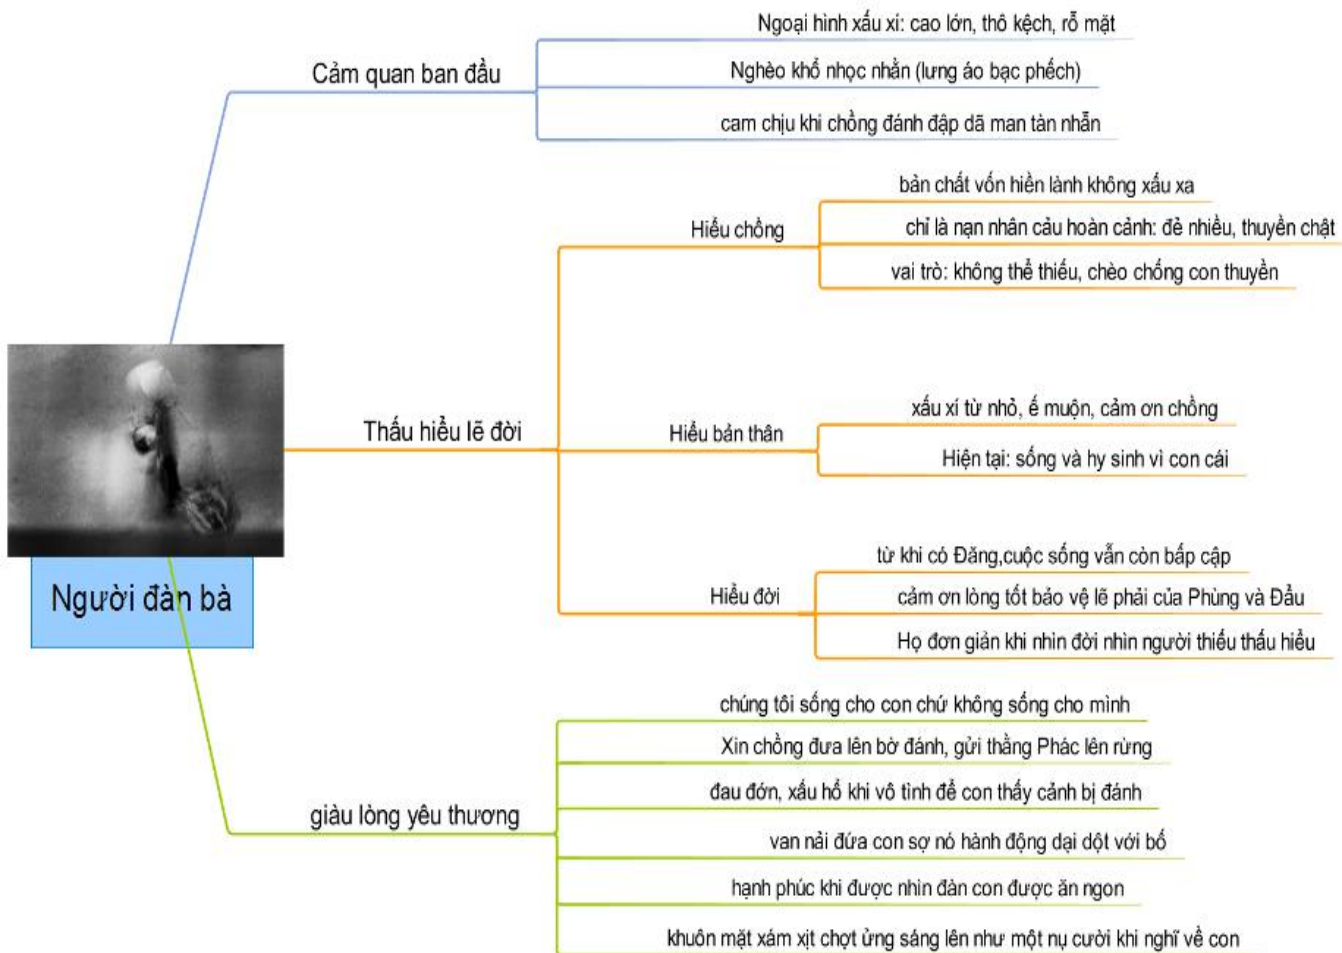 Ngoại hình xấu xí: cao lớn, thô kệch, rỗ mặt
Cảm quan ban đầu
Nghèo khổ nhọc nhằn (lưng áo bạc phếch)
cam chịu khi chồng đánh đập dã man tàn nhẫn
bản chất vốn hiền lành không xấu xa
Hiểu chồng
chỉ là nạn nhân cảu hoàn cảnh: đẻ nhiều, thuyền chật
vai trò: không thể thiếu, chèo chống con thuyền
Thấu hiểu lẽ đời
xấu xí từ nhỏ, ế muộn, cảm ơn chồng
Hiểu bản thân
Hiện tại: sống và hy sinh vì con cái
từ khi có Đăng,cuộc sống vẫn còn bấp cập
Hiểu đời
cảm ơn lòng tốt bảo vệ lẽ phải của Phùng và Đẩu
Họ đơn giản khi nhìn đời nhìn người thiếu thấu hiểu
Người đàn bà
chúng tôi sống cho con chứ không sống cho mình
Xin chồng đưa lên bờ đánh, gửi thằng Phác lên rừng
đau đớn, xấu hổ khi vô tình để con thấy cảnh bị đánh
giàu lòng yêu thương
van nải đứa con sợ nó hành động dại dột với bố
hạnh phúc khi được nhìn đàn con được ăn ngon
khuôn mặt xám xịt chợt ửng sáng lên như một nụ cười khi nghĩ về con